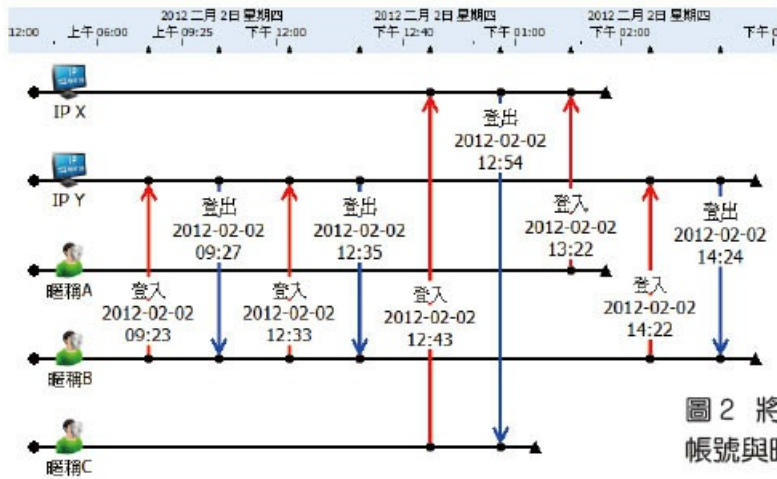 2012 二月 2日 星期四
2012 二月 2日 星期四
2012 二月 2日 星期四
12:00
上午 06:00
上午 09:25
下午 12:00
下午 12:40
下午 01:00
下午 02:00
IP X
登出
2012-02-02
12:54
IP Y
登出
2012-02-02
09:27
登出
2012-02-02
12:35
登入
2012-02-02
13:22
登出
2012-02-02
14:24
暱稱A
登入
2012-02-02
09:23
登入
2012-02-02
12:33
登入
2012-02-02
12:43
登入
2012-02-02
14:22
暱稱B
暱稱C
圖 2 將
帳號與